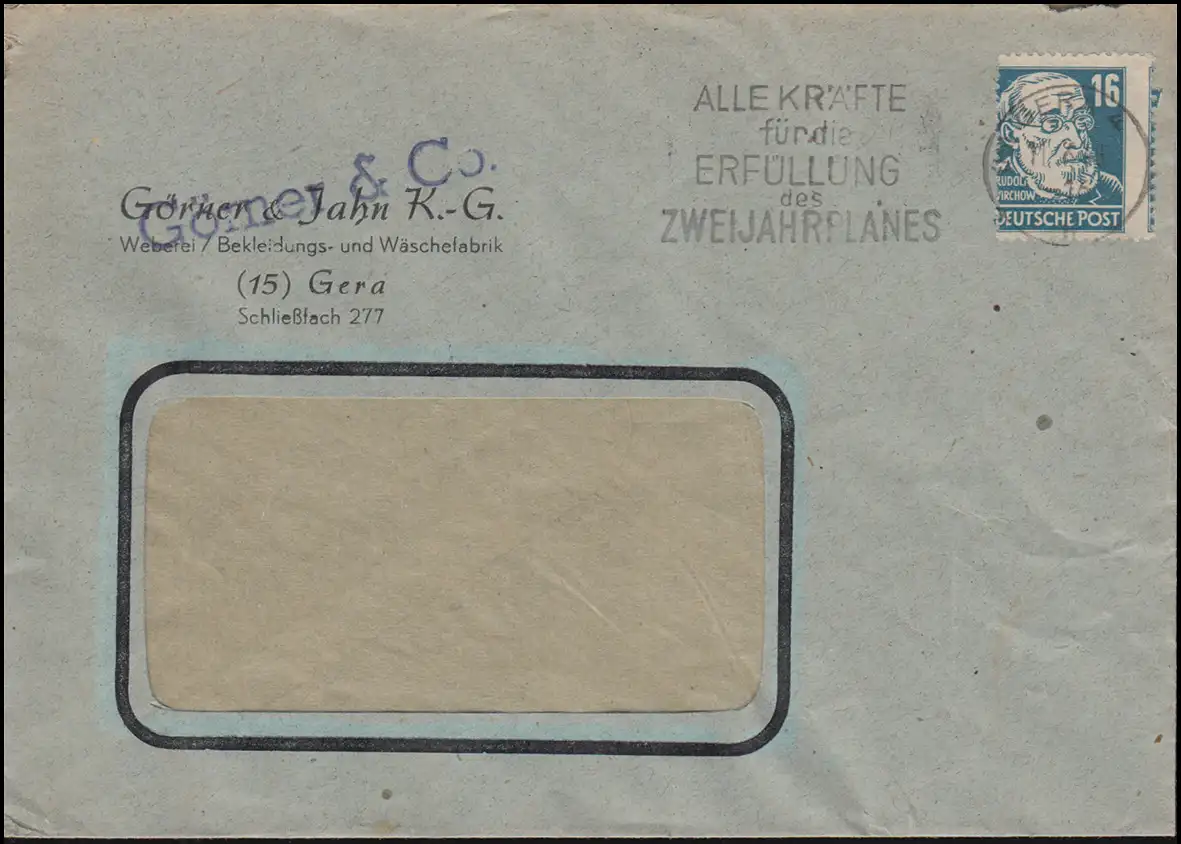 Görner & Co.
Görner & Jahn K.-G.
Weberei / Bekleidungs- und Wäschefabrik
(15) Gera
Schließfach 277
ALLE KRÄFTE
für die
ERFÜLLUNG
des
ZWEIJAHRPLANES
16
RUDOLF
VIRCHOW
DEUTSCHE POST